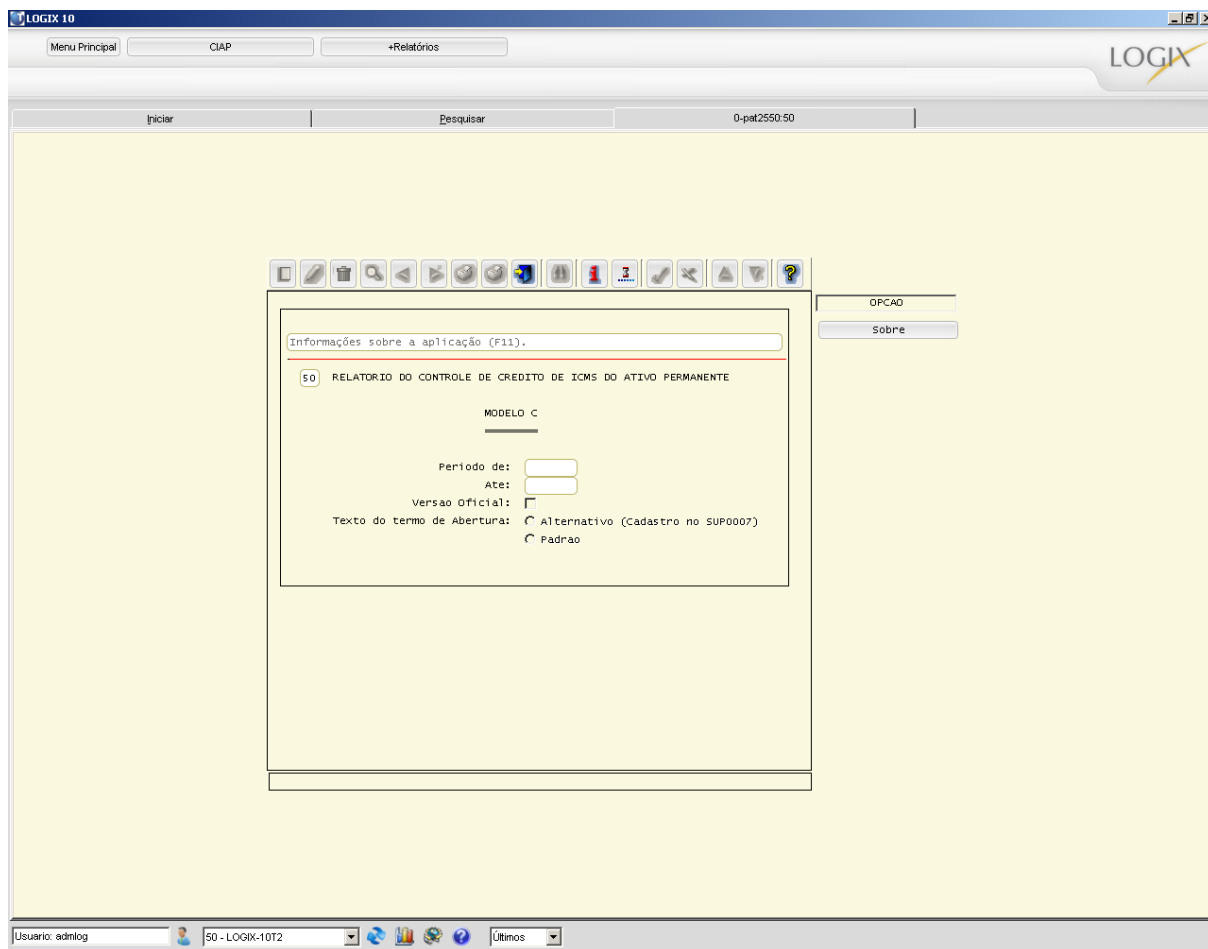 LOGIX 10
Menu Principal CIAP +Relatórios
LOGIX
Iniciar Pesquisar 0-pat2550:50
OPCAO
Sobre
Informações sobre a aplicação (F11).
50 RELATORIO DO CONTROLE DE CREDITO DE ICMS DO ATIVO PERMANENTE
MODELO C
Periodo de:
Ate:
Versao Oficial:
Texto do termo de Abertura: Alternativo (Cadastro no SUP0007)
Padrao
Usuario: admlog 50 - LOGIX-10T2 Últimos